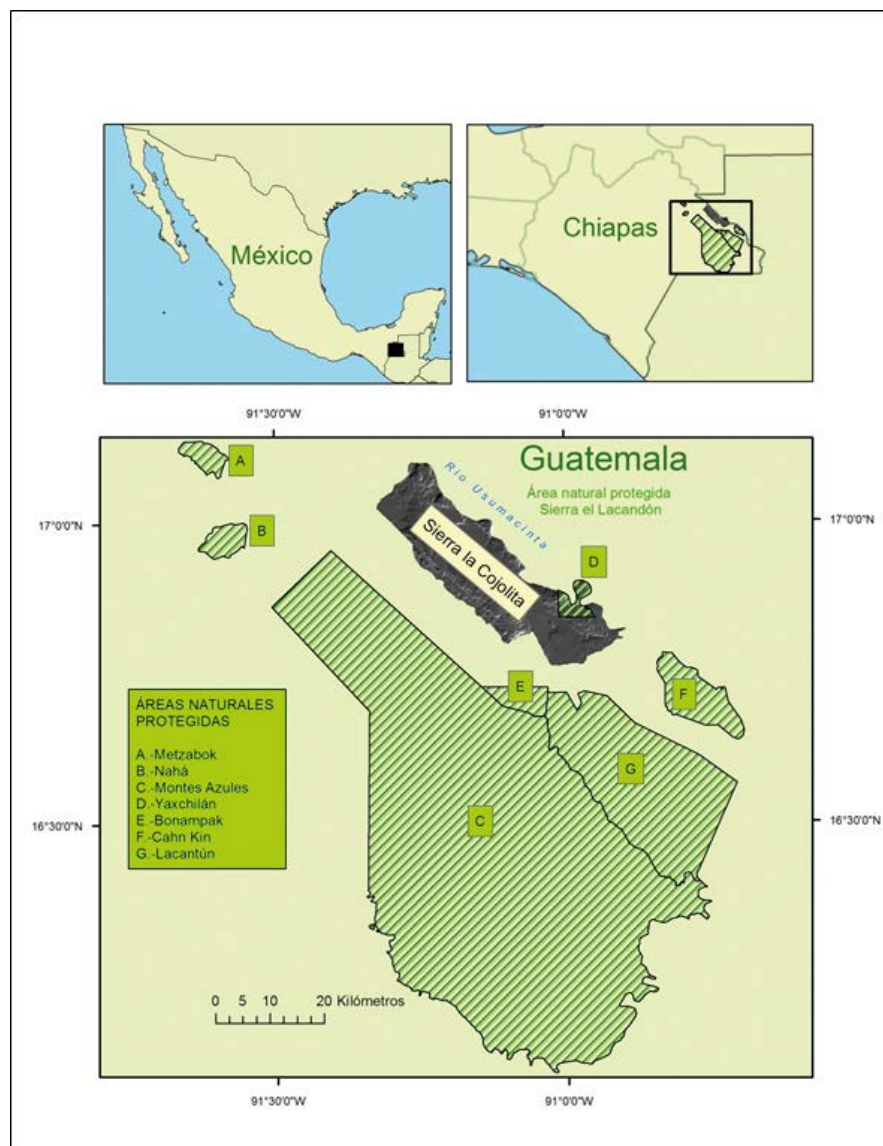 México
Chiapas
91°30'0"W
91°0'0"W
Guatemala
Área natural protegida
Sierra el Lacandón
Río Usumacinta
Sierra la Cojolita
A
B
D
E
F
G
C
17°0'0"N
17°0'0"N
ÁREAS NATURALES
PROTEGIDAS
A.-Metzabok
B.-Nahá
C.-Montes Azules
D.-Yaxchilán
E.-Bonampak
F.-Cahn Kin
G.-Lacantún
16°30'0"N
16°30'0"N
0 5 10 20 Kilómetros
91°30'0"W
91°0'0"W